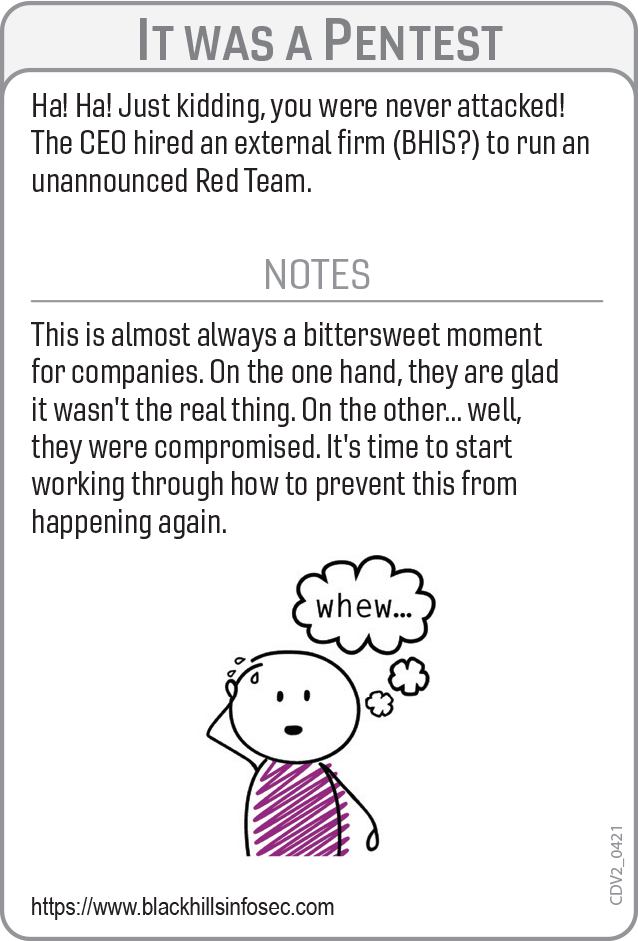 IT WAS A PENTEST
Ha! Ha! Just kidding, you were never attacked!
The CEO hired an external firm (BHIS?) to run an
unannounced Red Team.
NOTES
This is almost always a bittersweet moment
for companies. On the one hand, they are glad
it wasn't the real thing. On the other... well,
they were compromised. It's time to start
working through how to prevent this from
happening again.
whew...
CDV2_0421
https://www.blackhillsinfosec.com